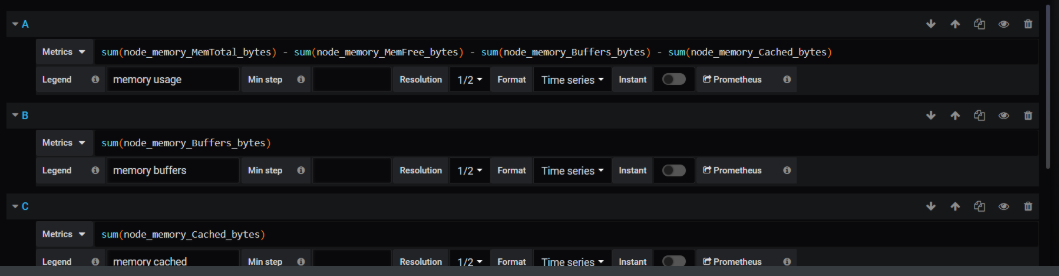 A
Metrics sum(node_memory_MemTotal_bytes) - sum(node_memory_MemFree_bytes) - sum(node_memory_Buffers_bytes) - sum(node_memory_Cached_bytes)
Legend memory usage Min step Resolution 1/2 Format Time series Instant Prometheus
B
Metrics sum(node_memory_Buffers_bytes)
Legend memory buffers Min step Resolution 1/2 Format Time series Instant Prometheus
C
Metrics sum(node_memory_Cached_bytes)
Legend memory cached Min step Resolution 1/2 Format Time series Instant Prometheus